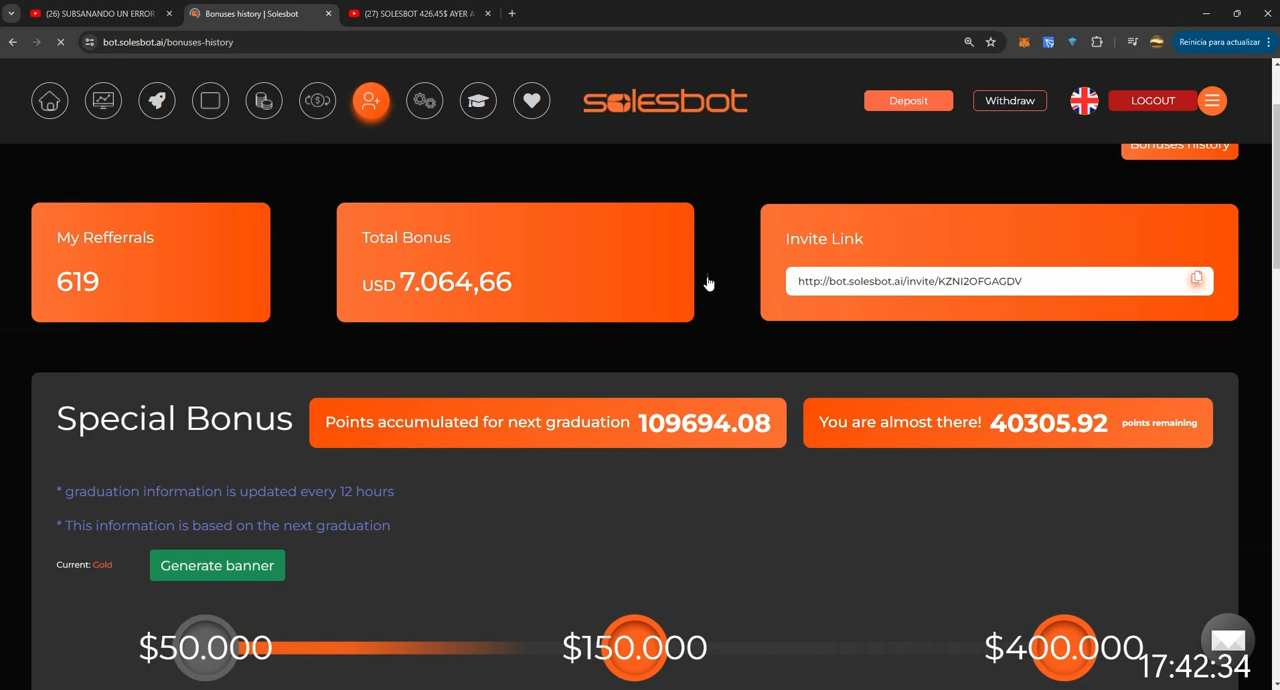 (26) SUBSANANDO UN ERROR
Bonuses history | Solesbot
(27) SOLESBOT 426.45$ AYER A
bot.solesbot.ai/bonuses-history
Reinicia para actualizar
solesbot
Deposit
Withdraw
LOGOUT
Bonuses history
My Refferrals
619
Total Bonus
USD 7.064,66
Invite Link
http://bot.solesbot.ai/invite/KZNI2OFGAGDV
Special Bonus
Points accumulated for next graduation 109694.08
You are almost there! 40305.92 points remaining
* graduation information is updated every 12 hours
* This information is based on the next graduation
Current: Gold
Generate banner
$50.000
$150.000
$400.000
17:42:34